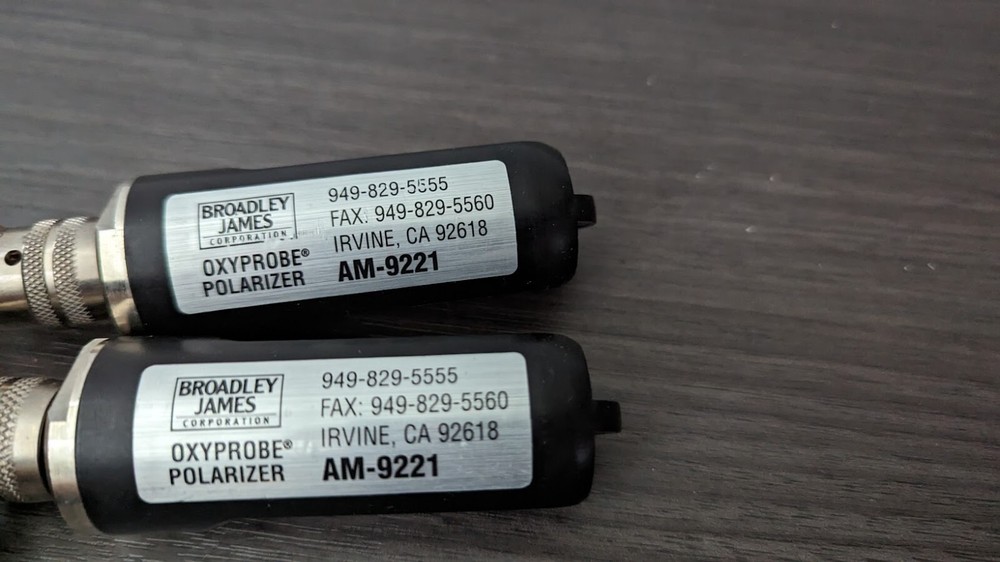 BROADLEY
JAMES
CORPORATION
OXYPROBE®
POLARIZER
949-829-5555
FAX: 949-829-5560
IRVINE, CA 92618
AM-9221
BROADLEY
JAMES
CORPORATION
OXYPROBE®
POLARIZER
949-829-5555
FAX: 949-829-5560
IRVINE, CA 92618
AM-9221